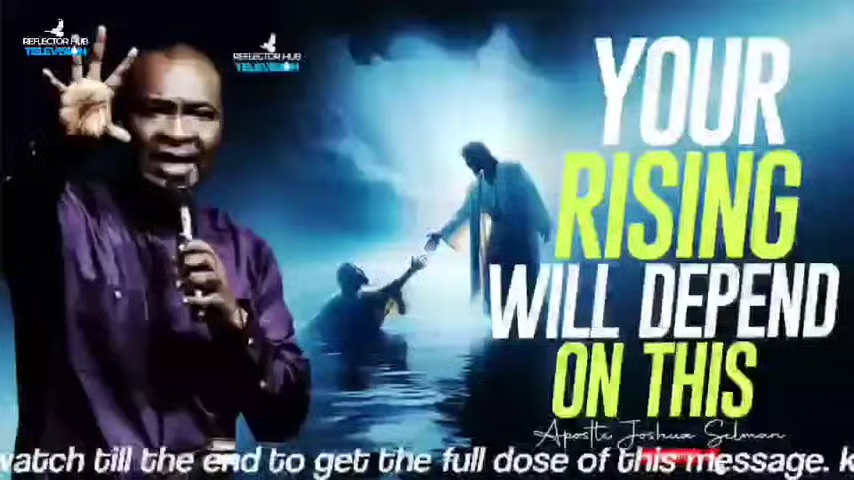 REFLECTOR HUB
TELEVISION
REFLECTOR HUB
TELEVISION
YOUR
RISING
WILL DEPEND
ON THIS
Apostle Joshua Selman
watch till the end to get the full dose of this message. k